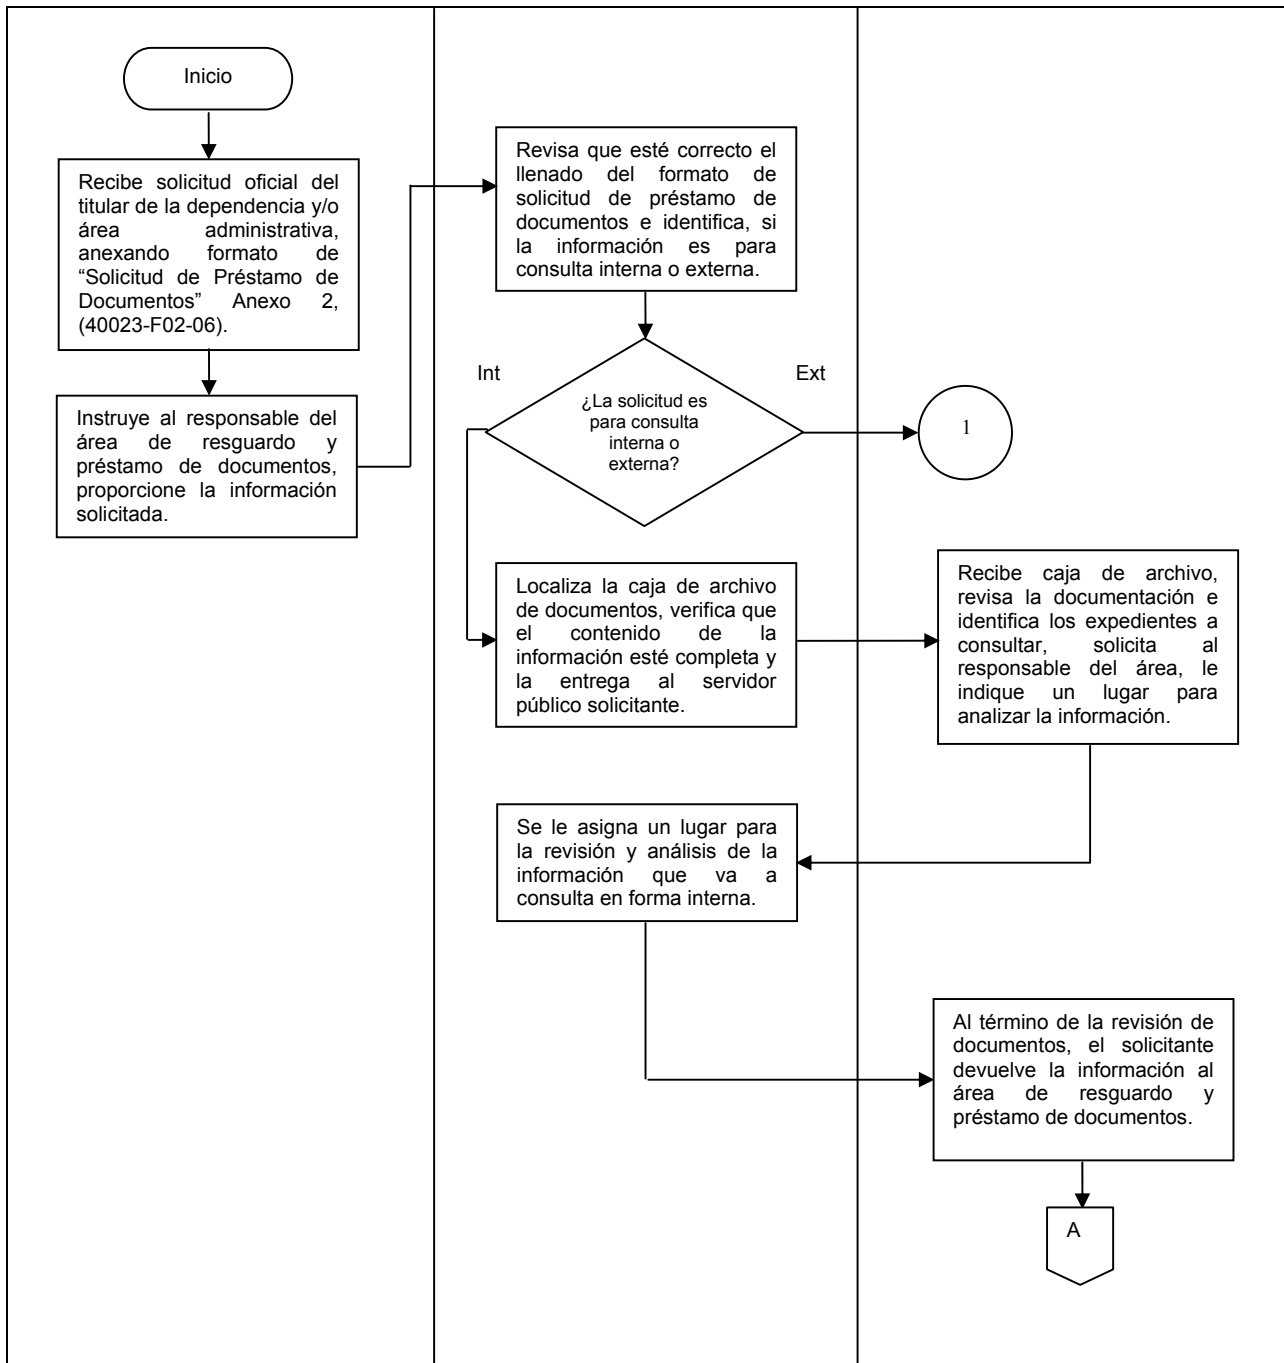 Inicio
Recibe solicitud oficial del
titular de la dependencia y/o
área administrativa,
anexando formato de
“Solicitud de Préstamo de
Documentos” Anexo 2,
(40023-F02-06).
Instruye al responsable del
área de resguardo y
préstamo de documentos,
proporcione la información
solicitada.
Revisa que esté correcto el
llenado del formato de
solicitud de préstamo de
documentos e identifica, si
la información es para
consulta interna o externa.
Int
Ext
¿La solicitud es
para consulta
interna o
externa?
1
Localiza la caja de archivo
de documentos, verifica que
el contenido de la
información esté completa y
la entrega al servidor
público solicitante.
Recibe caja de archivo,
revisa la documentación e
identifica los expedientes a
consultar, solicita al
responsable del área, le
indique un lugar para
analizar la información.
Se le asigna un lugar para
la revisión y análisis de la
información que va a
consulta en forma interna.
Al término de la revisión de
documentos, el solicitante
devuelve la información al
área de resguardo y
préstamo de documentos.
A